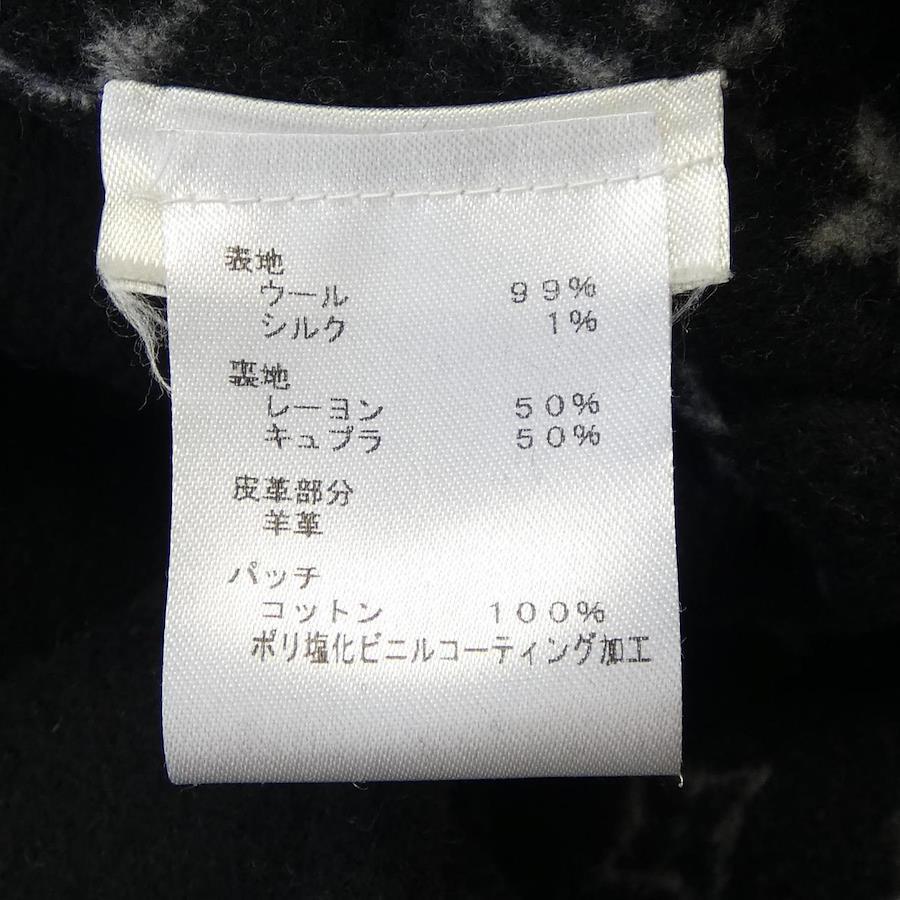 表地
ウール 99%
シルク 1%
裏地
レーヨン 50%
キュプラ 50%
皮革部分
羊革
パッチ
コットン 100%
ポリ塩化ビニルコーティング加工